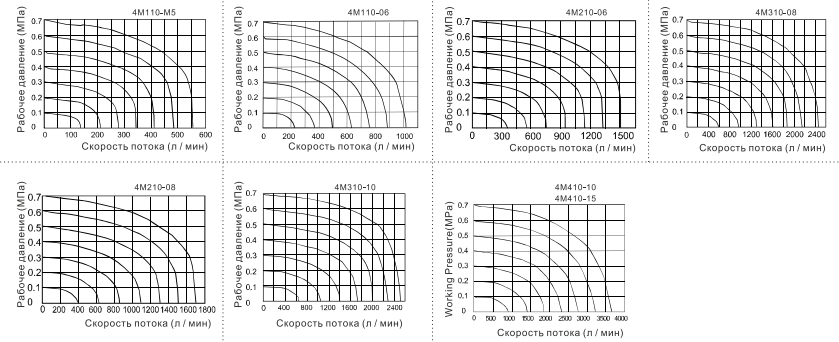 4M110-M5
Рабочее давление (МПа)
0.7
0.6
0.5
0.4
0.3
0.2
0.1
0
0 100 200 300 400 500 600
Скорость потока (л / мин)
4M110-06
Рабочее давление (МПа)
0.7
0.6
0.5
0.4
0.3
0.2
0.1
0
0 200 400 600 800 1000
Скорость потока (л / мин)
4M210-06
Рабочее давление (МПа)
0.7
0.6
0.5
0.4
0.3
0.2
0.1
0
0 300 600 900 1200 1500
Скорость потока (л / мин)
4M310-08
Рабочее давление (МПа)
0.7
0.6
0.5
0.4
0.3
0.2
0.1
0
0 400 600 1200 1600 2000 2400
Скорость потока (л / мин)
4M210-08
Рабочее давление (МПа)
0.7
0.6
0.5
0.4
0.3
0.2
0.1
0
0 200 400 600 800 1000 1200 1400 1600 1800
Скорость потока (л / мин)
4M310-10
Рабочее давление (МПа)
0.7
0.6
0.5
0.4
0.3
0.2
0.1
0
0 400 800 1200 1600 2000 2400
Скорость потока (л / мин)
4M410-10
4M410-15
Working Pressure(MPa)
0.7
0.6
0.5
0.4
0,3
0.2
0.1
0
0 500 1000 1500 2000 2500 3000 3500 4000
Скорость потока (л / мин)